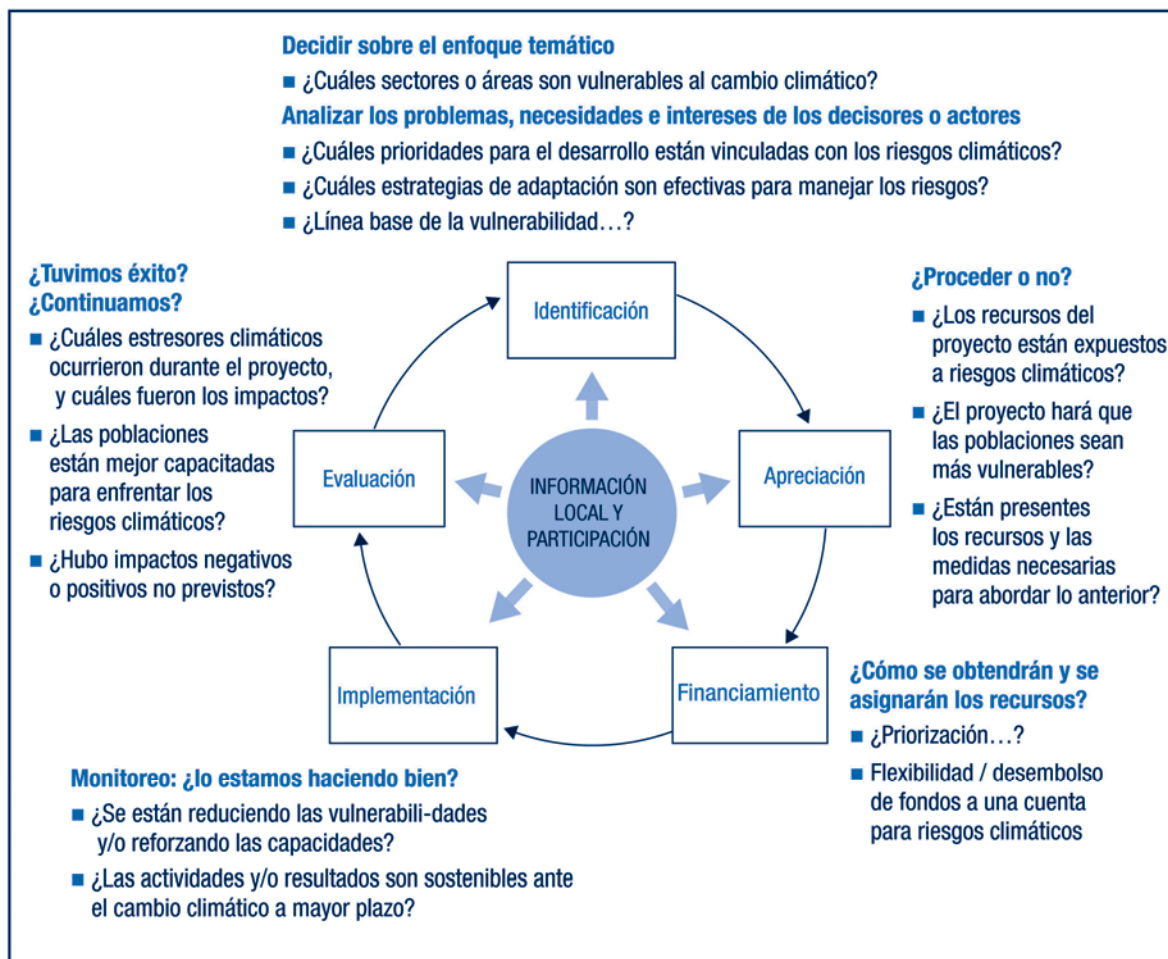 Decidir sobre el enfoque temático
■ ¿Cuáles sectores o áreas son vulnerables al cambio climático?
Analizar los problemas, necesidades e intereses de los decisores o actores
■ ¿Cuáles prioridades para el desarrollo están vinculadas con los riesgos climáticos?
■ ¿Cuáles estrategias de adaptación son efectivas para manejar los riesgos?
■ ¿Línea base de la vulnerabilidad…?
¿Tuvimos éxito?
¿Continuamos?
■ ¿Cuáles estresores climáticos
ocurrieron durante el proyecto,
y cuáles fueron los impactos?
■ ¿Las poblaciones
están mejor capacitadas
para enfrentar los
riesgos climáticos?
■ ¿Hubo impactos negativos
o positivos no previstos?
Identificación
¿Proceder o no?
■ ¿Los recursos del
proyecto están expuestos
a riesgos climáticos?
■ ¿El proyecto hará que
las poblaciones sean
más vulnerables?
■ ¿Están presentes
los recursos y las
medidas necesarias
para abordar lo anterior?
Evaluación
INFORMACIÓN
LOCAL Y
PARTICIPACIÓN
Apreciación
Implementación
Financiamiento
¿Cómo se obtendrán y se
asignarán los recursos?
■ ¿Priorización…?
■ Flexibilidad / desembolso
de fondos a una cuenta
para riesgos climáticos
Monitoreo: ¿lo estamos haciendo bien?
■ ¿Se están reduciendo las vulnerabili-dades
y/o reforzando las capacidades?
■ ¿Las actividades y/o resultados son sostenibles ante
el cambio climático a mayor plazo?